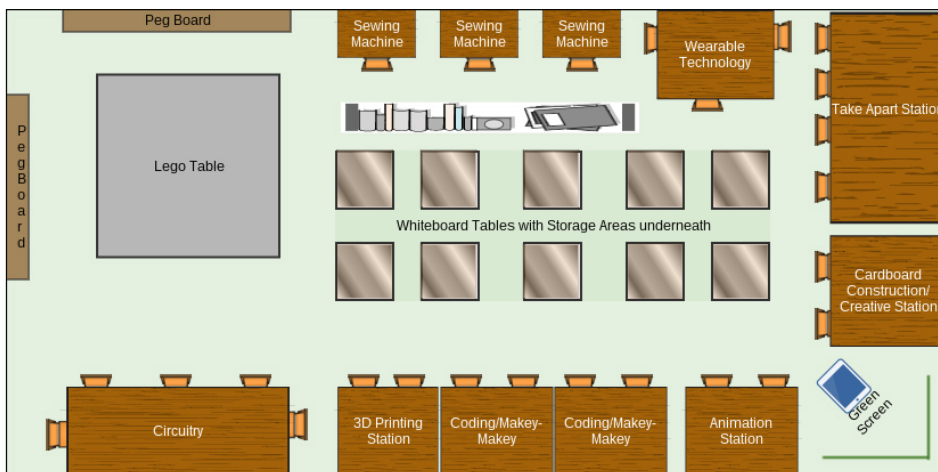 Peg Board
Sewing
Machine
Sewing
Machine
Sewing
Machine
Wearable
Technology
Take Apart Station
PegBoard
Lego Table
Whiteboard Tables with Storage Areas underneath
Cardboard
Construction/
Creative Station
Circuitry
3D Printing
Station
Coding/Makey-
Makey
Coding/Makey-
Makey
Animation
Station
Green
Screen